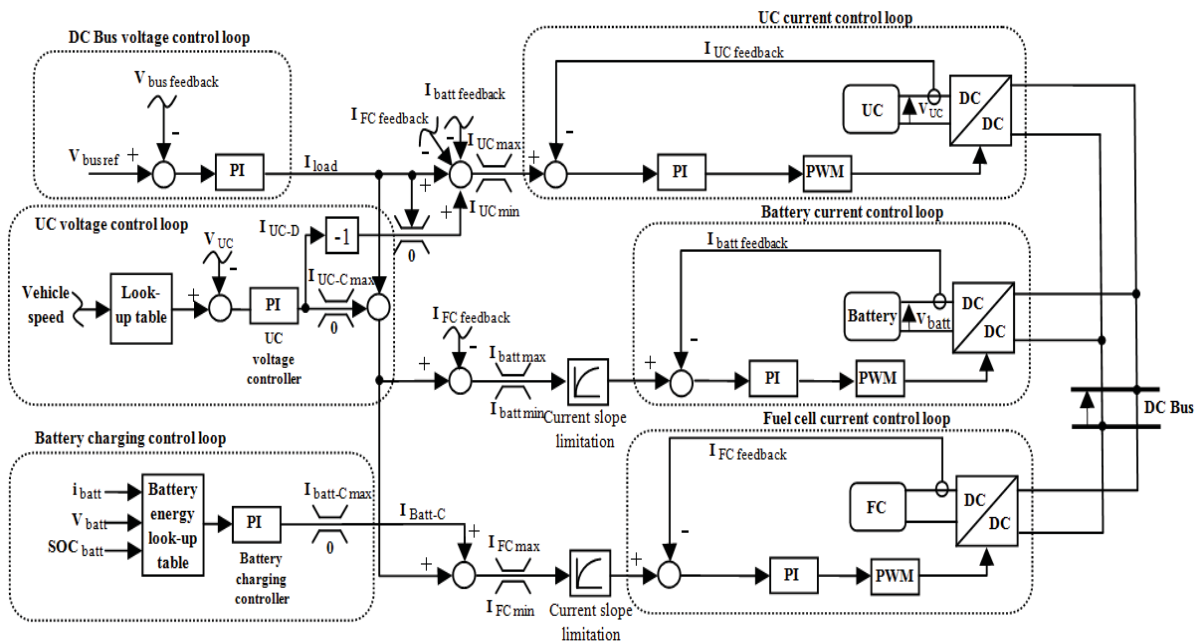 DC Bus voltage control loop
V bus feedback
-
V bus ref
+
PI
I load
I FC feedback
I batt feedback
-
-
+
+
I UC max
I UC min
0
UC current control loop
I UC feedback
-
+
PI
PWM
UC
V UC
DC
DC
UC voltage control loop
V UC
-
Vehicle
speed
Look-
up table
+
PI
UC
voltage
controller
I UC-D
-1
I UC-C max
0
I FC feedback
-
+
I batt max
I batt min
Current slope
limitation
Battery current control loop
I batt feedback
-
+
PI
PWM
Battery
V batt
DC
DC
DC Bus
Battery charging control loop
i batt
V batt
SOC batt
Battery
energy
look-up
table
PI
Battery
charging
controller
I batt-C max
0
I Batt-C
+
+
I FC max
I FC min
Current slope
limitation
Fuel cell current control loop
I FC feedback
-
+
PI
PWM
FC
DC
DC